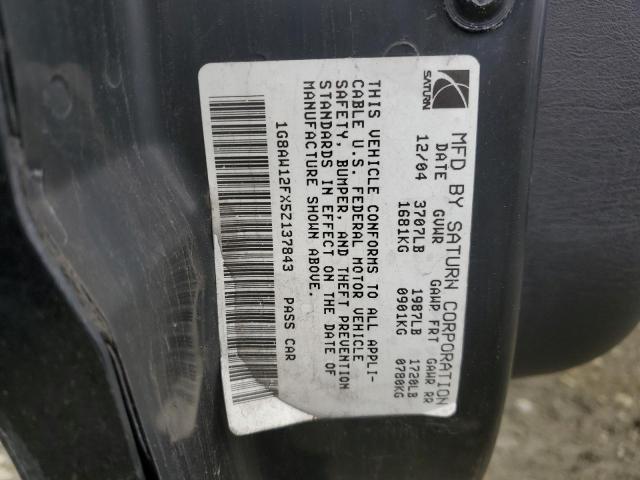 SATURN
MFD BY SATURN CORPORATION
DATE GVWR GAWR FRT GAWR RR
12/04 3707LB 1987LB 1720LB
1681KG 0901KG 0780KG
THIS VEHICLE CONFORMS TO ALL APPLI-
CABLE U.S. FEDERAL MOTOR VEHICLE
SAFETY, BUMPER, AND THEFT PREVENTION
STANDARDS IN EFFECT ON THE DATE OF
MANUFACTURE SHOWN ABOVE.
1G8AW12FX5Z137843 PASS CAR